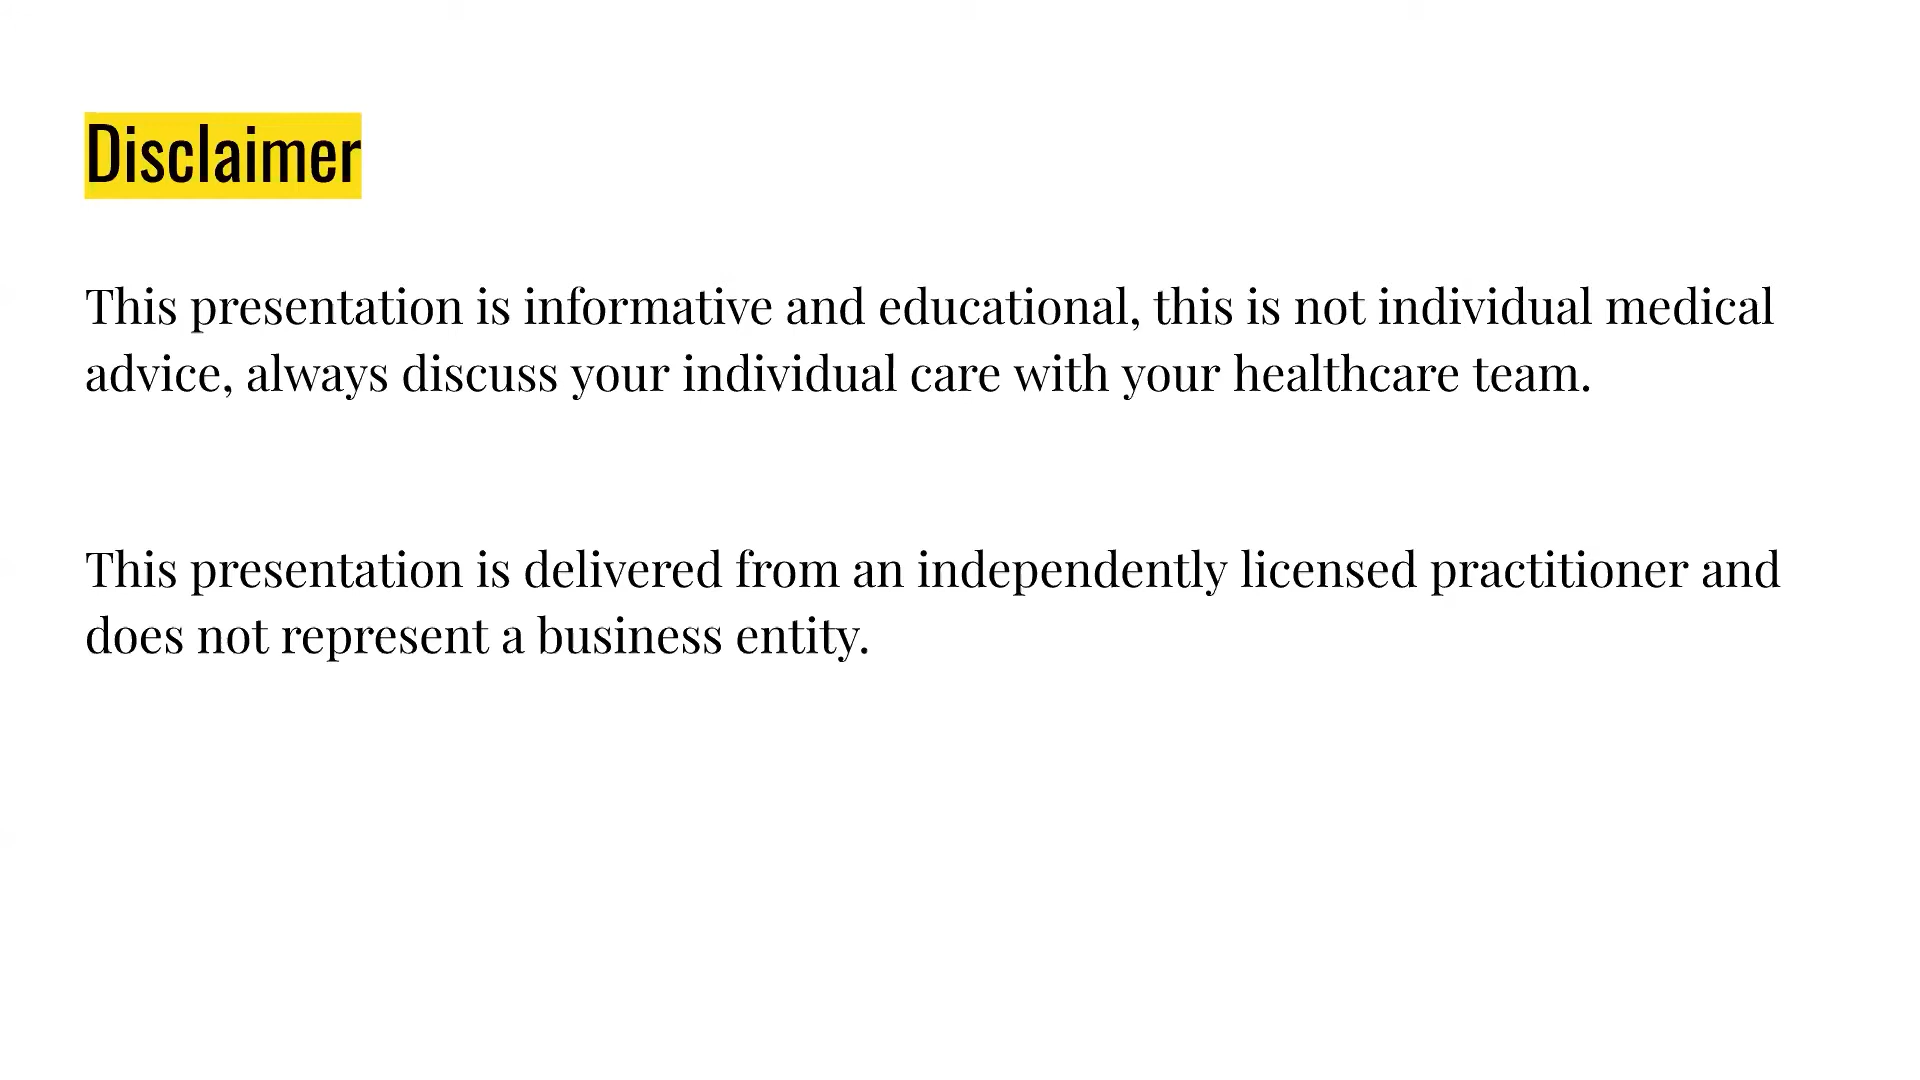 Disclaimer
This presentation is informative and educational, this is not individual medical
advice, always discuss your individual care with your healthcare team.
This presentation is delivered from an independently licensed practitioner and
does not represent a business entity.